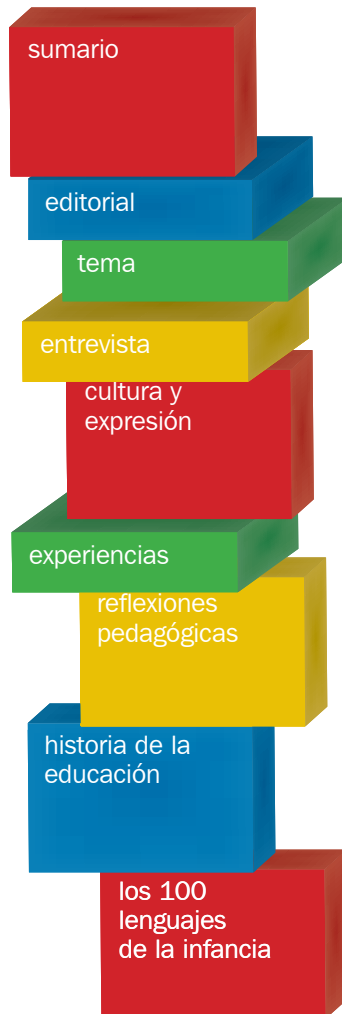 sumario
editorial
tema
entrevista
cultura y
expresión
experiencias
reflexiones
pedagógicas
historia de la
educación
los 100
lenguajes
de la infancia